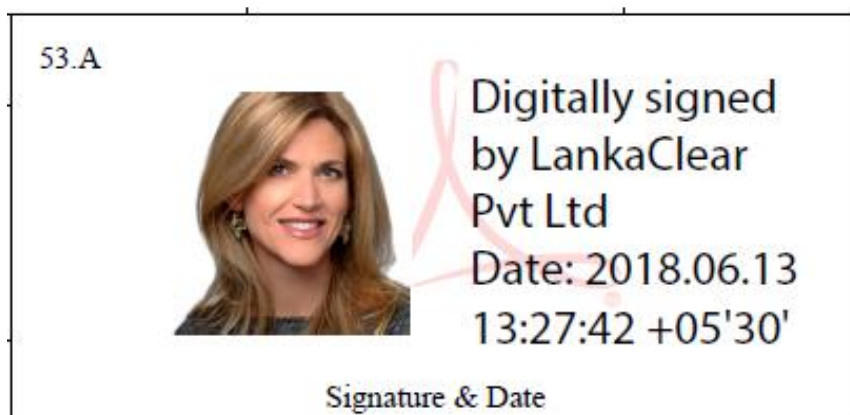 53.A
Digitally signed
by LankaClear
Pvt Ltd
Date: 2018.06.13
13:27:42 +05'30'
Signature & Date